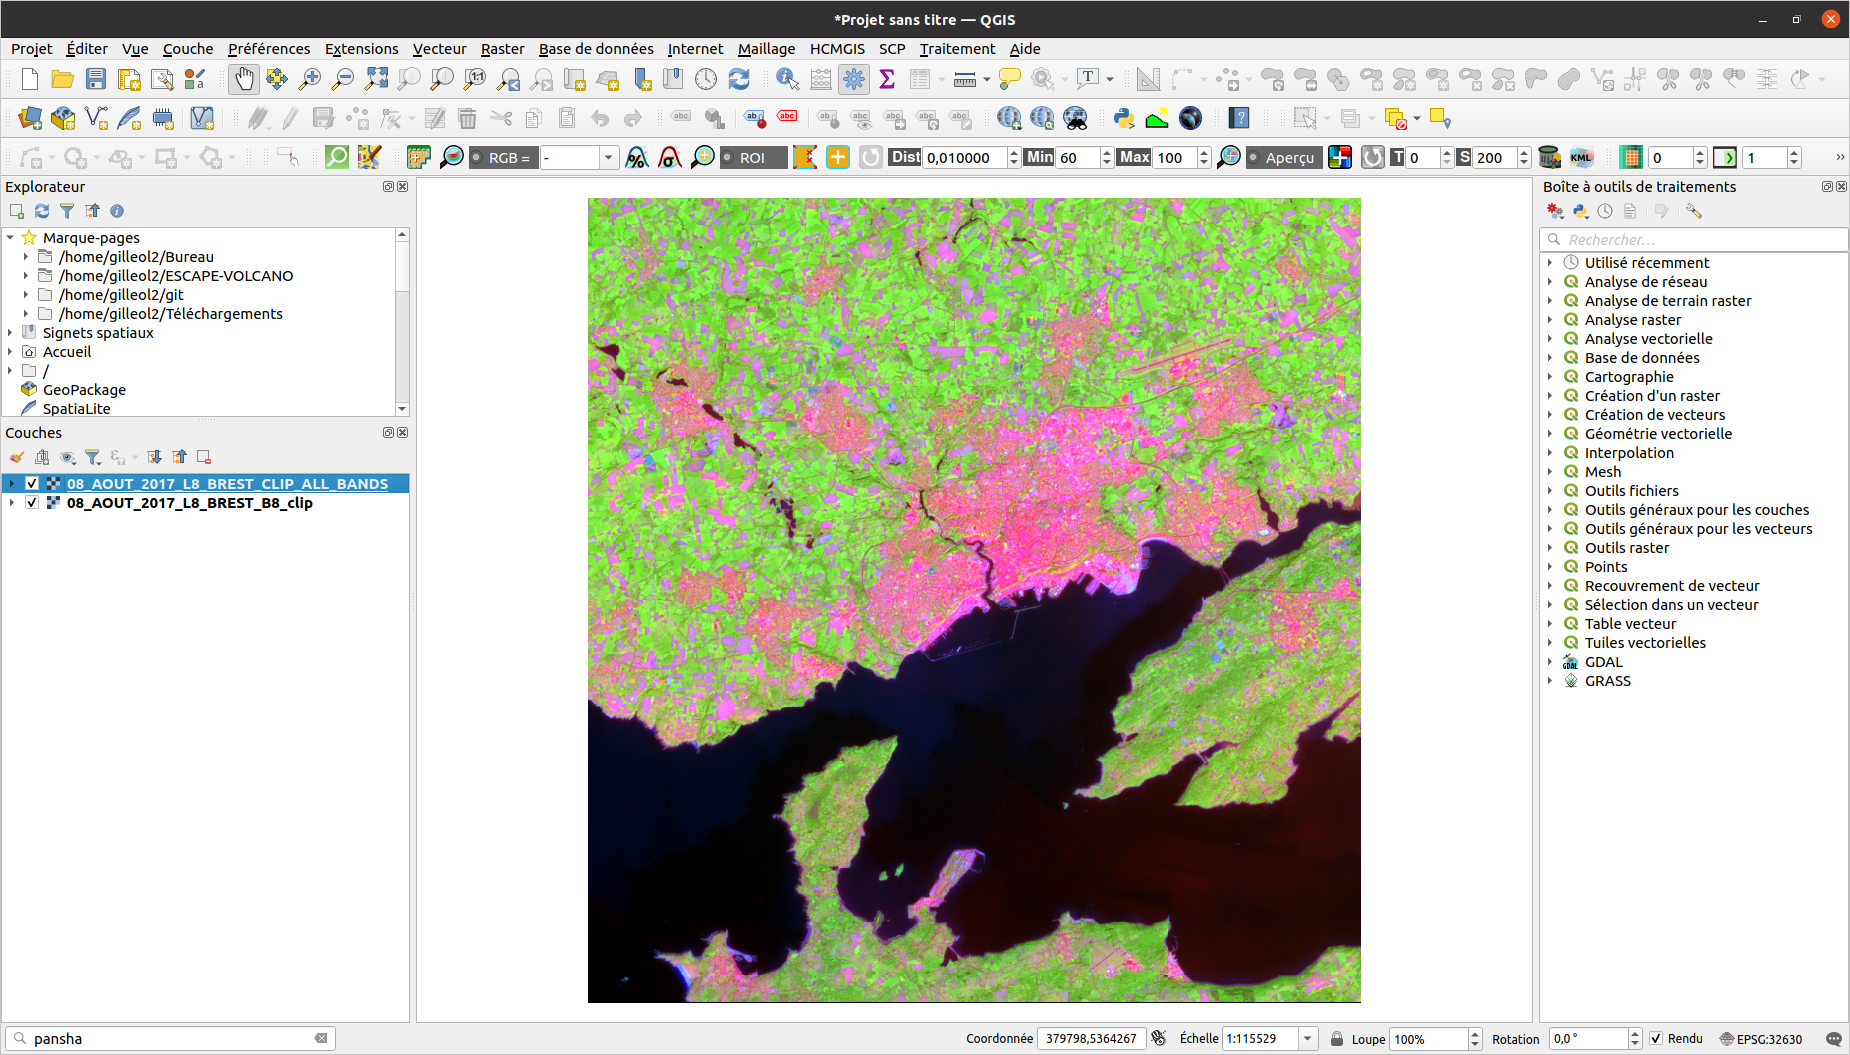 *Projet sans titre — QGIS
Projet Éditer Vue Couche Préférences Extensions Vecteur Raster Base de données Internet Maillage HCMGIS SCP Traitement Aide
RGB = - ROI Dist 0,010000 Min 60 Max 100 Aperçu T 0 S 200 KML 0 1
Explorateur
Marque-pages
/home/gilleol2/Bureau
/home/gilleol2/ESCAPE-VOLCANO
/home/gilleol2/git
/home/gilleol2/Téléchargements
Signets spatiaux
Accueil
/
GeoPackage
SpatiaLite
Couches
08_AOUT_2017_L8_BREST_CLIP_ALL_BANDS
08_AOUT_2017_L8_BREST_B8_clip
Boîte à outils de traitements
Rechercher...
Utilisé récemment
Analyse de réseau
Analyse de terrain raster
Analyse raster
Analyse vectorielle
Base de données
Cartographie
Création d'un raster
Création de vecteurs
Géométrie vectorielle
Interpolation
Mesh
Outils fichiers
Outils généraux pour les couches
Outils généraux pour les vecteurs
Outils raster
Points
Recouvrement de vecteur
Sélection dans un vecteur
Table vecteur
Tuiles vectorielles
GDAL
GRASS
pansha
Coordonnée 379798,5364267 Échelle 1:115529 Loupe 100% Rotation 0,0 ° Rendu EPSG:32630